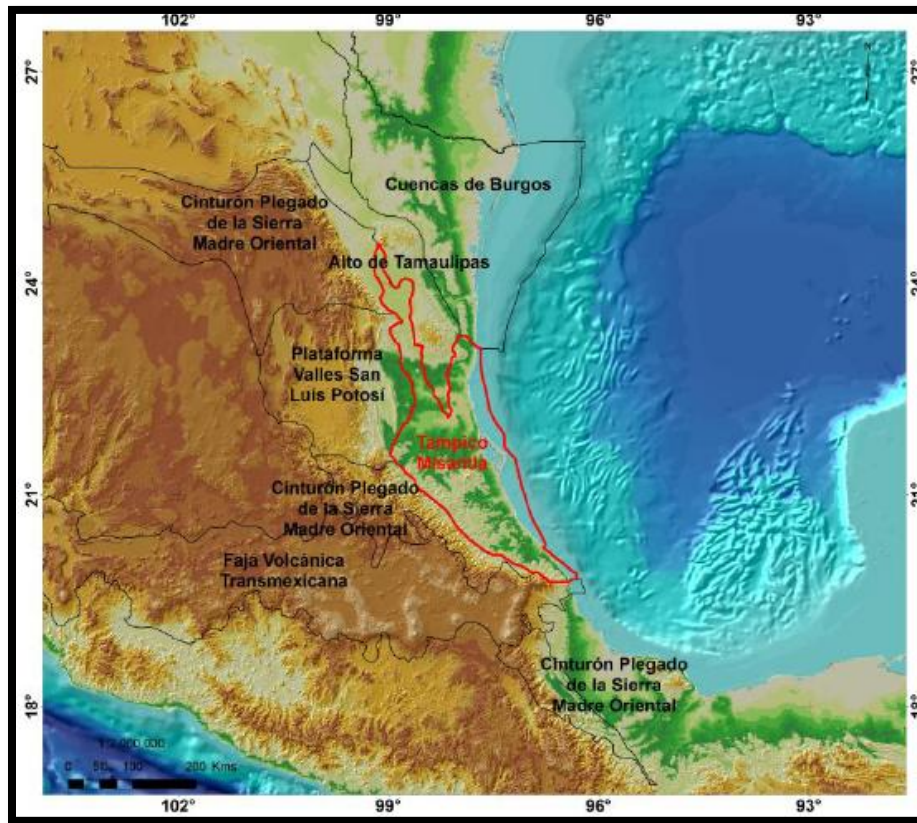 102°
99°
96°
93°
27°
27°
N
Cuencas de Burgos
Cinturón Plegado
de la Sierra
Madre Oriental
Alto de Tamaulipas
24°
24°
Plataforma
Valles San
Luis Potosí
Tampico
Misantla
21°
21°
Cinturón Plegado
de la Sierra
Madre Oriental
Faja Volcánica
Transmexicana
Cinturón Plegado
de la Sierra
Madre Oriental
18°
18°
0 50 100 200 Kms.
102°
99°
96°
93°